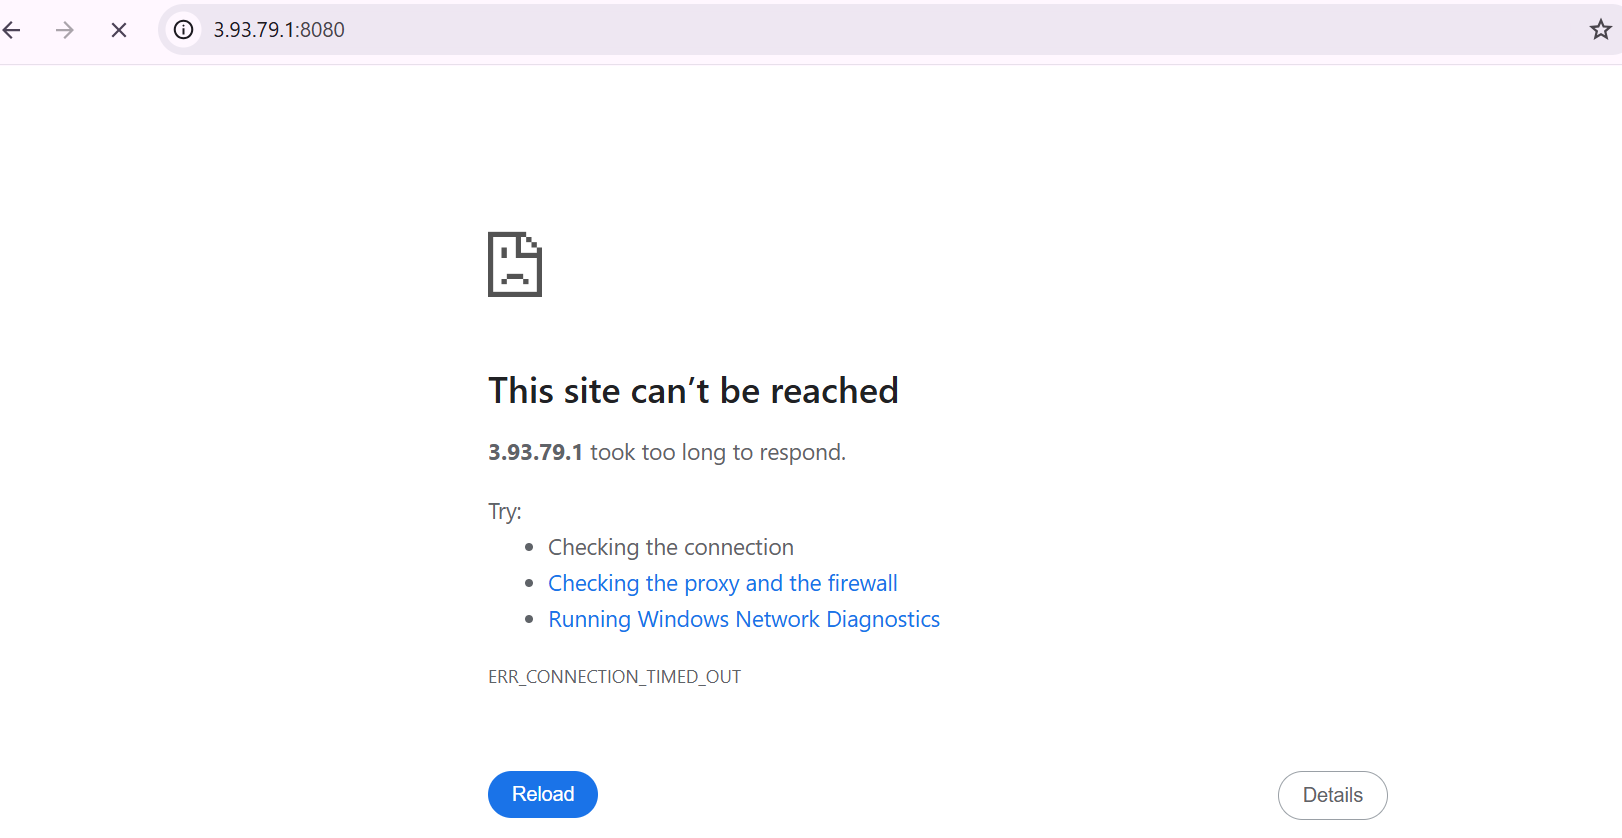 3.93.79.1:8080
This site can’t be reached
3.93.79.1 took too long to respond.
Try:
Checking the connection
Checking the proxy and the firewall
Running Windows Network Diagnostics
ERR_CONNECTION_TIMED_OUT
Reload
Details